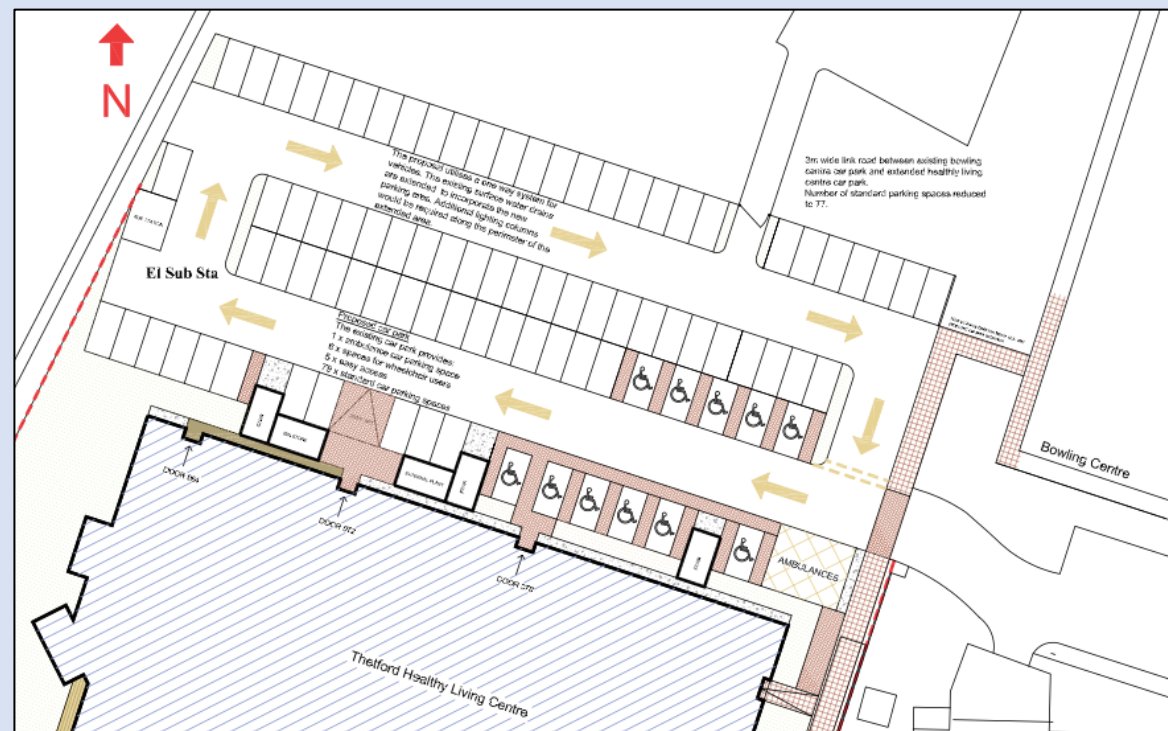 N
The proposal utilises a one way system for
vehicles. The existing surface water drains
are extended to incorporate the new
parking area. Additional lighting columns
would be required along the perimeter of the
extended area.
3m wide link road between existing bowling
centre car park and extended healthy living
centre car park.
Number of standard parking spaces reduced
to 77.
El Sub Sta
Proposed car park
The existing car park provides:
1 x ambulance car parking space
6 x spaces for wheelchair users
5 x easy access
79 x standard car parking spaces
Bowling Centre
AMBULANCES
DOOR
DOOR
DOOR
Thetford Healthy Living Centre